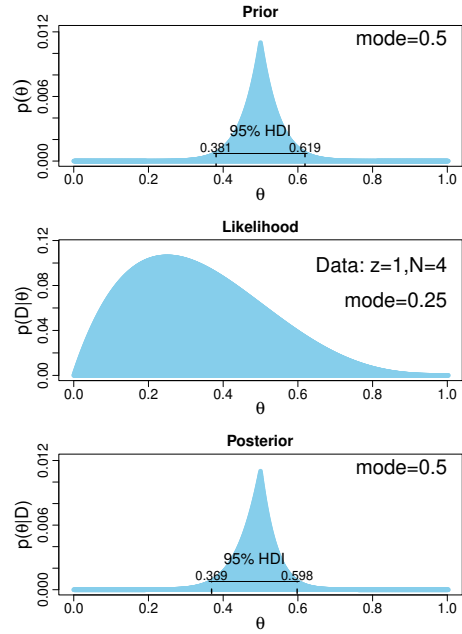 Prior
mode=0.5
p(θ)
0.000 0.006 0.012
95% HDI
0.381 0.619
0.0 0.2 0.4 0.6 0.8 1.0
θ
Likelihood
Data: z=1,N=4
mode=0.25
p(D|θ)
0.00 0.04 0.08 0.12
0.0 0.2 0.4 0.6 0.8 1.0
θ
Posterior
mode=0.5
p(θ|D)
0.000 0.006 0.012
95% HDI
0.369 0.598
0.0 0.2 0.4 0.6 0.8 1.0
θ